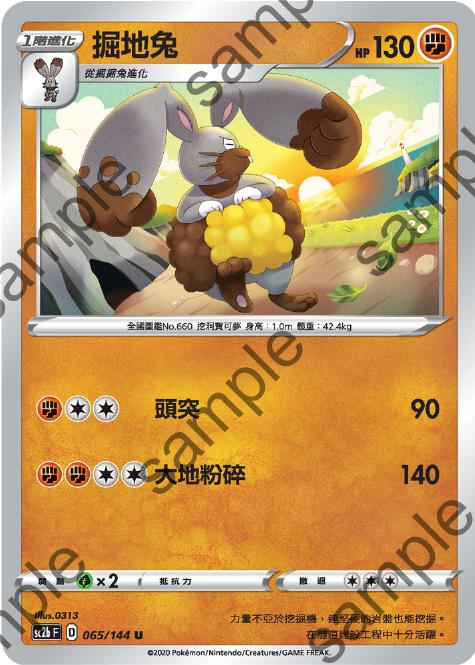 1階進化
掘地兔
HP 130
從掘掘兔進化
全國圖鑑No.660 挖洞寶可夢 身高：1.0m 體重：42.4kg
頭突 90
大地粉碎 140
弱點 ×2 抵抗力 撤退
Illus.0313
sc2b F D 065/144 U
力量不亞於挖掘機，連堅硬的岩盤也能挖掘。
在隧道建設工程中十分活躍。
©2020 Pokémon/Nintendo/Creatures/GAME FREAK.
sample
sample
sample
sample
sample
sample
sample